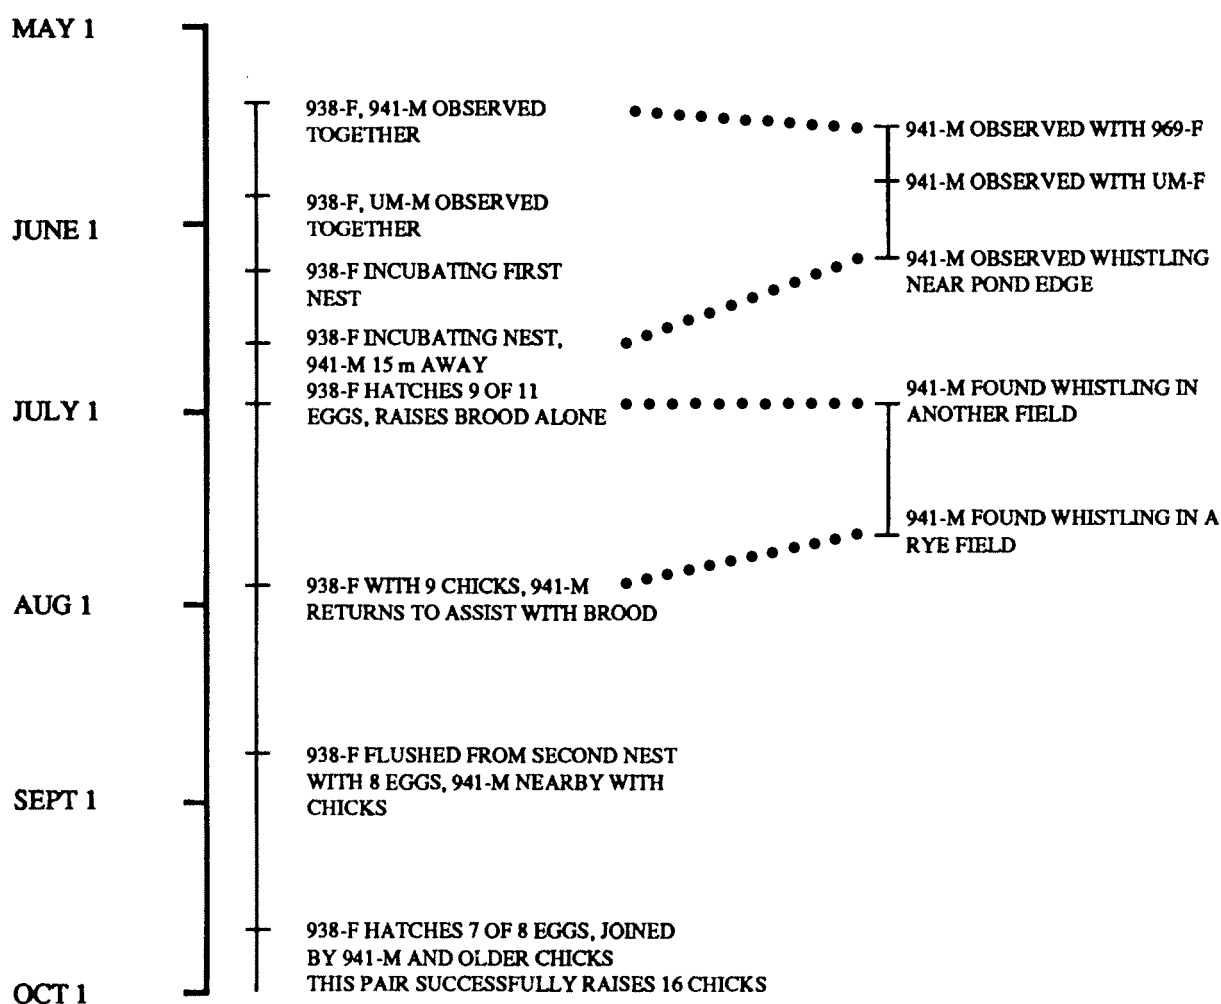 MAY 1
JUNE 1
JULY 1
AUG 1
SEPT 1
OCT 1
938-F, 941-M OBSERVED
TOGETHER
938-F, UM-M OBSERVED
TOGETHER
938-F INCUBATING FIRST
NEST
938-F INCUBATING NEST,
941-M 15 m AWAY
938-F HATCHES 9 OF 11
EGGS, RAISES BROOD ALONE
938-F WITH 9 CHICKS, 941-M
RETURNS TO ASSIST WITH BROOD
938-F FLUSHED FROM SECOND NEST
WITH 8 EGGS, 941-M NEARBY WITH
CHICKS
938-F HATCHES 7 OF 8 EGGS, JOINED
BY 941-M AND OLDER CHICKS
THIS PAIR SUCCESSFULLY RAISES 16 CHICKS
941-M OBSERVED WITH 969-F
941-M OBSERVED WITH UM-F
941-M OBSERVED WHISTLING
NEAR POND EDGE
941-M FOUND WHISTLING IN
ANOTHER FIELD
941-M FOUND WHISTLING IN A
RYE FIELD